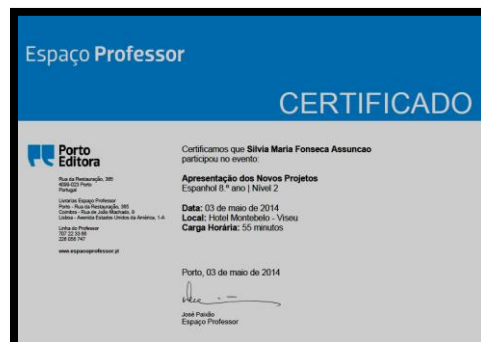 Espaço Professor
CERTIFICADO
Porto
Editora
Rua da Restauração, 365
4099-023 Porto
Portugal
Livrarias Espaço Professor
Porto - Rua da Restauração, 365
Coimbra - Rua de João Machado, 9
Lisboa - Avenida Estados Unidos da América, 1-A
Linha do Professor
707 22 33 66
226 056 747
www.espacoprofessor.pt
Certificamos que Silvia Maria Fonseca Assuncao
participou no evento:
Apresentação dos Novos Projetos
Espanhol 8.º ano | Nível 2
Data: 03 de maio de 2014
Local: Hotel Montebelo - Viseu
Carga Horária: 55 minutos
Porto, 03 de maio de 2014
José Paixão
Espaço Professor